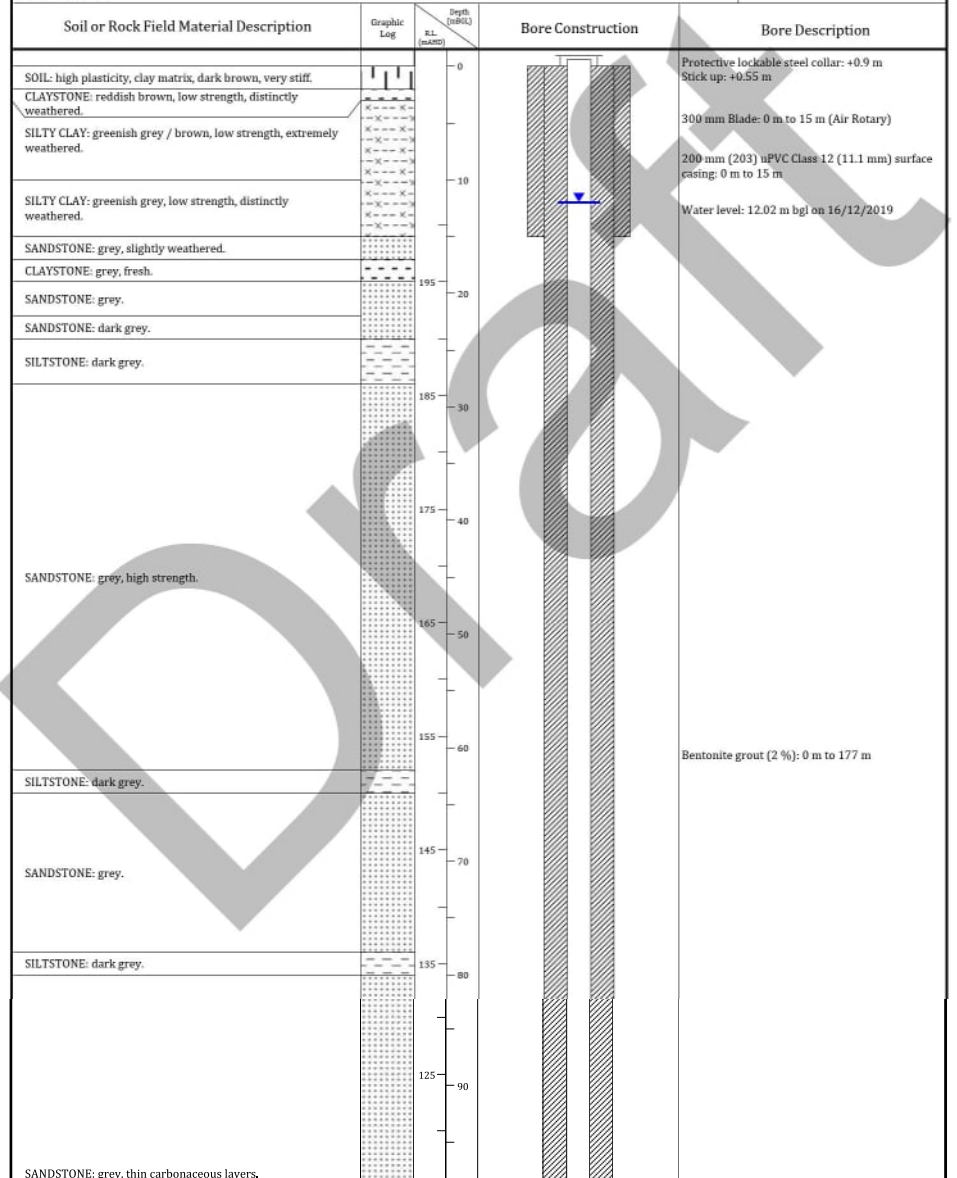 Soil or Rock Field Material Description
Graphic
Log
R.L.
(mAHD)
Depth
(mBGL)
Bore Construction
Bore Description
SOIL: high plasticity, clay matrix, dark brown, very stiff.
CLAYSTONE: reddish brown, low strength, distinctly
weathered.
SILTY CLAY: greenish grey / brown, low strength, extremely
weathered.
SILTY CLAY: greenish grey, low strength, distinctly
weathered.
SANDSTONE: grey, slightly weathered.
CLAYSTONE: grey, fresh.
SANDSTONE: grey.
SANDSTONE: dark grey.
SILTSTONE: dark grey.
SANDSTONE: grey, high strength.
SILTSTONE: dark grey.
SANDSTONE: grey.
SILTSTONE: dark grey.
SANDSTONE: grey, thin carbonaceous layers.
195
185
175
165
155
145
135
125
0
10
20
30
40
50
60
70
80
90
Protective lockable steel collar: +0.9 m
Stick up: +0.55 m
300 mm Blade: 0 m to 15 m (Air Rotary)
200 mm (203) uPVC Class 12 (11.1 mm) surface
casing: 0 m to 15 m
Water level: 12.02 m bgl on 16/12/2019
Bentonite grout (2 %): 0 m to 177 m
Draft